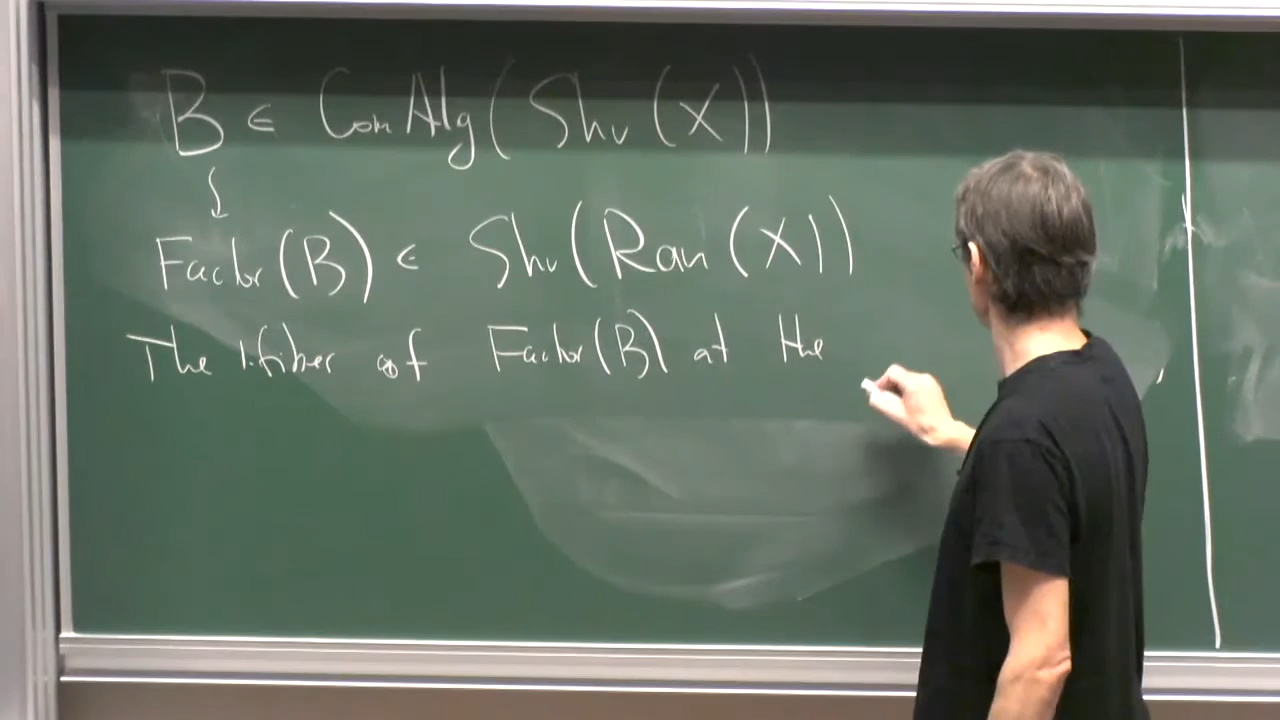 B ∈ ComAlg(Shv(X))
↓
Factor(B) ∈ Shv(Ran(X))
The !-fiber of Factor(B) at the